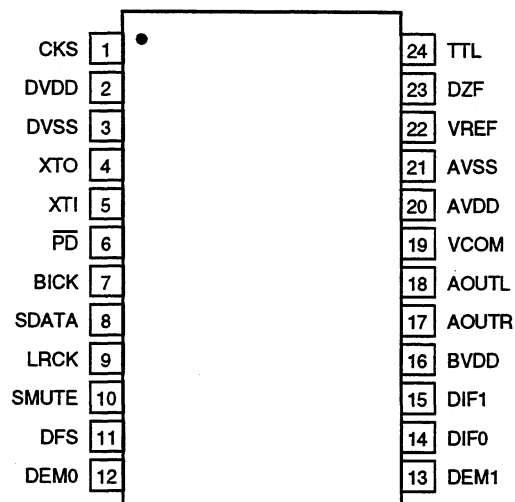 CKS 1 24 TTL
DVDD 2 23 DZF
DVSS 3 22 VREF
XTO 4 21 AVSS
XTI 5 20 AVDD
PD 6 19 VCOM
BICK 7 18 AOUTL
SDATA 8 17 AOUTR
LRCK 9 16 BVDD
SMUTE 10 15 DIF1
DFS 11 14 DIF0
DEM0 12 13 DEM1